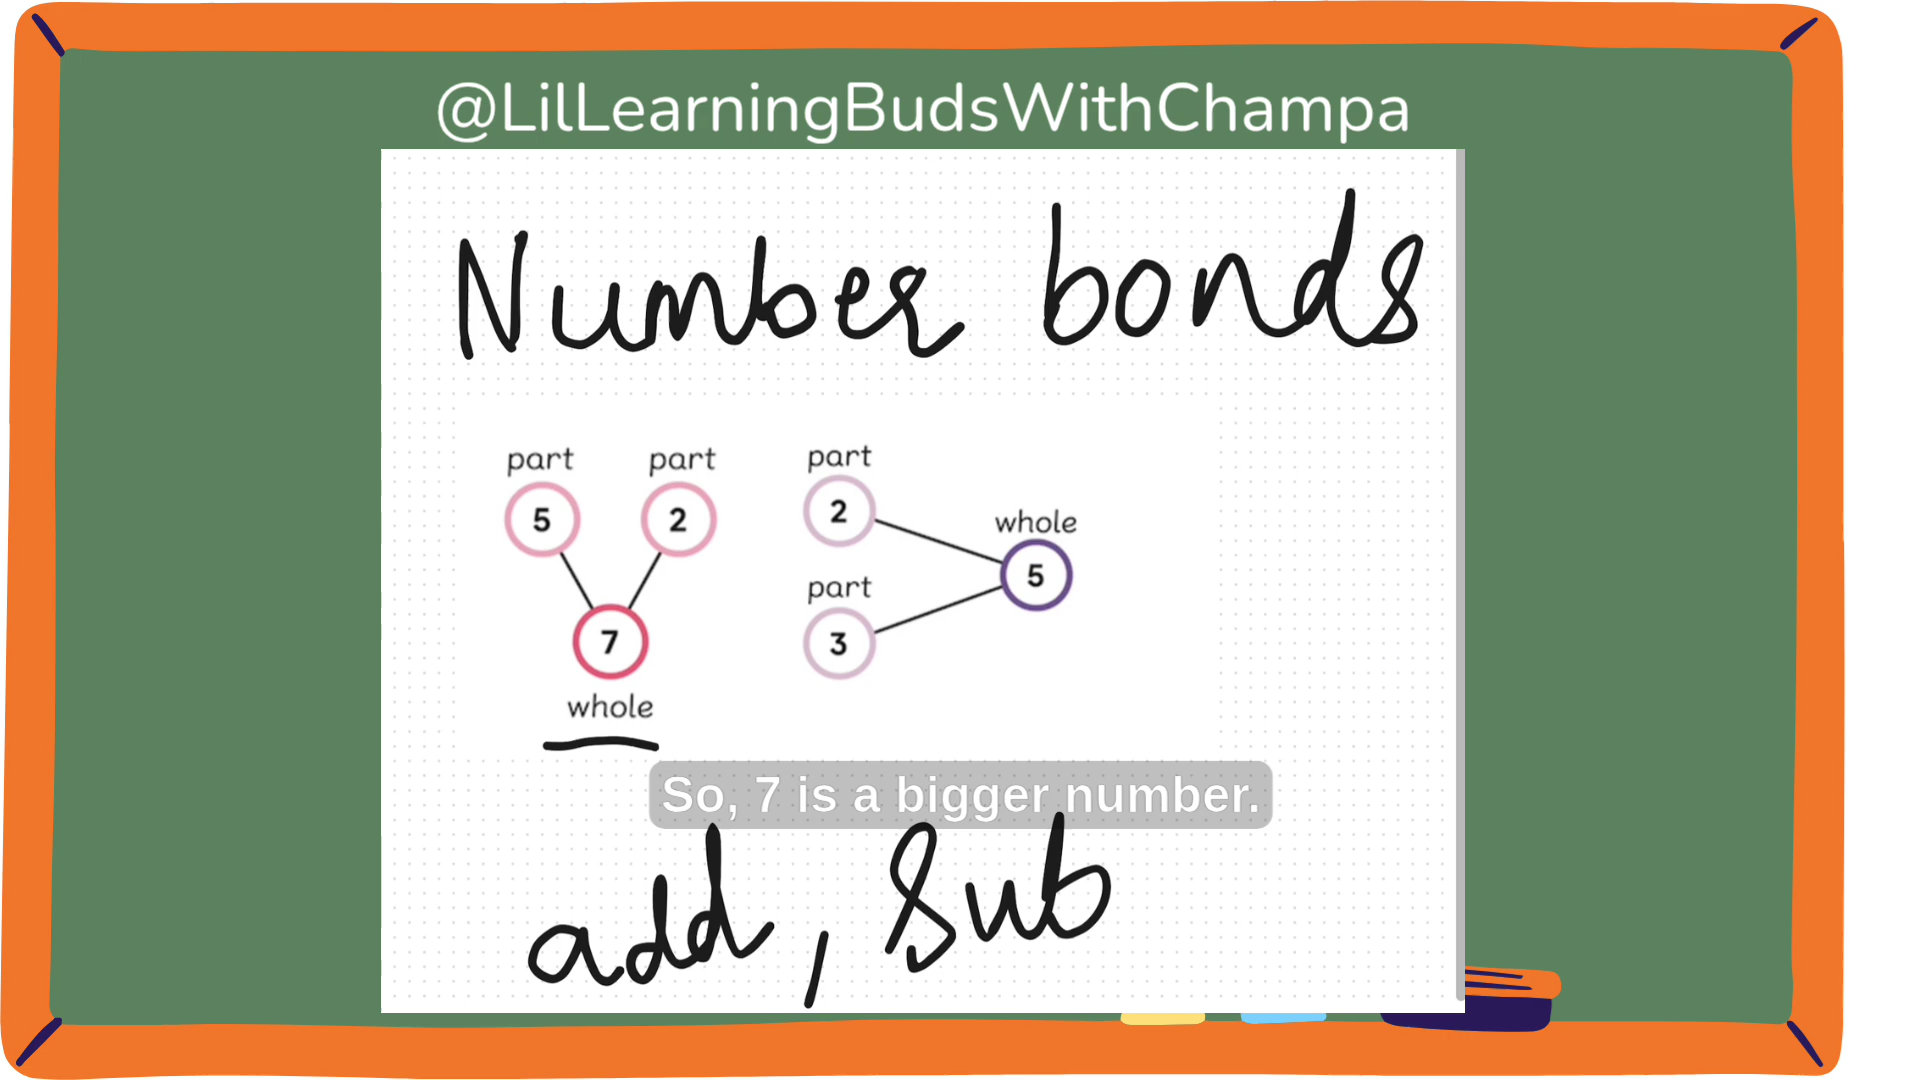 @LilLearningBudsWithChampa
Number bonds
part part
5 2
7
whole
part
2
part
3
whole
5
So, 7 is a bigger number.
add, Sub